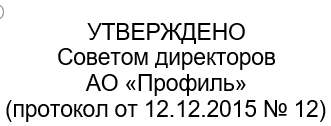 УТВЕРЖДЕНО
Советом директоров
АО «Профиль»
(протокол от 12.12.2015 № 12)